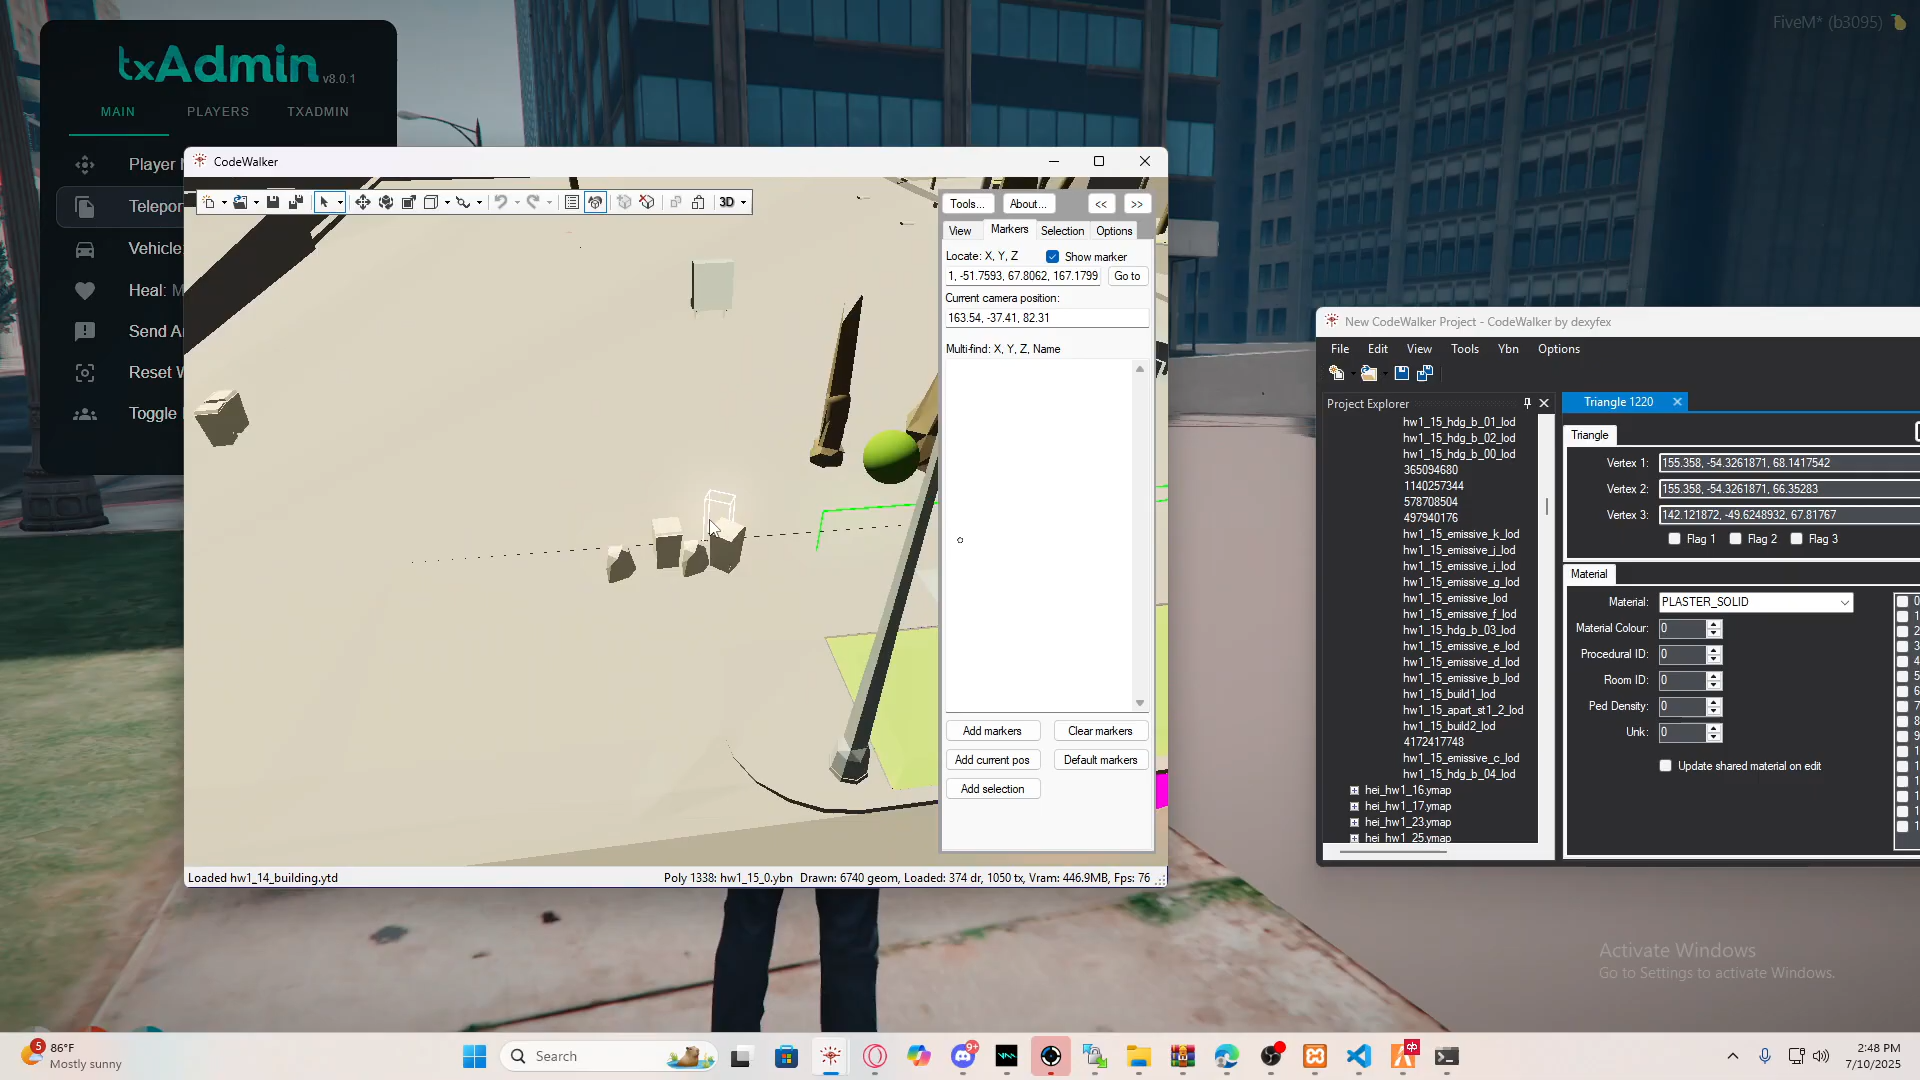 FiveM* (b3095)
txAdmin v8.0.1
MAIN
PLAYERS
TXADMIN
Player
Telepor
Vehicle
Heal: M
Send A
Reset W
Toggle
CodeWalker
3D
Tools...
About...
<<
>>
View
Markers
Selection
Options
Locate: X, Y, Z
Show marker
1, -51.7593, 67.8062, 167.1799
Go to
Current camera position:
163.54, -37.41, 82.31
Multi-find: X, Y, Z, Name
Add markers
Clear markers
Add current pos
Default markers
Add selection
Loaded hw1_14_building.ytd
Poly 1338: hw1_15_0.ybn Drawn: 6740 geom, Loaded: 374 dr, 1050 tx, Vram: 446.9MB, Fps: 76
New CodeWalker Project - CodeWalker by dexyfex
File
Edit
View
Tools
Ybn
Options
Project Explorer
hw1_15_hdg_b_01_lod
hw1_15_hdg_b_02_lod
hw1_15_hdg_b_00_lod
365094680
1140257344
578708504
497940176
hw1_15_emissive_k_lod
hw1_15_emissive_j_lod
hw1_15_emissive_i_lod
hw1_15_emissive_g_lod
hw1_15_emissive_lod
hw1_15_emissive_f_lod
hw1_15_hdg_b_03_lod
hw1_15_emissive_e_lod
hw1_15_emissive_d_lod
hw1_15_emissive_b_lod
hw1_15_build1_lod
hw1_15_apart_st1_2_lod
hw1_15_build2_lod
4172417748
hw1_15_emissive_c_lod
hw1_15_hdg_b_04_lod
hei_hw1_16.ymap
hei_hw1_17.ymap
hei_hw1_23.ymap
hei_hw1_25.ymap
Triangle 1220
Triangle
Vertex 1: 155.358, -54.3261871, 68.1417542
Vertex 2: 155.358, -54.3261871, 66.35283
Vertex 3: 142.121872, -49.6248932, 67.81767
Flag 1
Flag 2
Flag 3
Material
Material: PLASTER_SOLID
Material Colour: 0
Procedural ID: 0
Room ID: 0
Ped Density: 0
Unk: 0
Update shared material on edit
Activate Windows
Go to Settings to activate Windows.
5
86°F
Mostly sunny
Search
9+
2:48 PM
7/10/2025